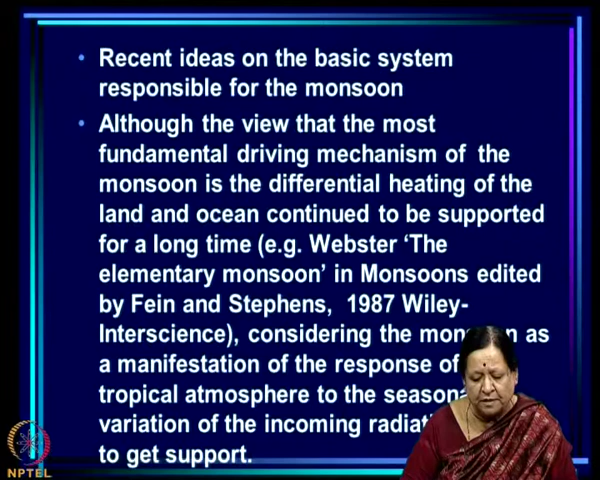 • Recent ideas on the basic system
responsible for the monsoon
• Although the view that the most
fundamental driving mechanism of the
monsoon is the differential heating of the
land and ocean continued to be supported
for a long time (e.g. Webster ‘The
elementary monsoon’ in Monsoons edited
by Fein and Stephens, 1987 Wiley-
Interscience), considering the as
a manifestation of the response of
tropical atmosphere to the
variation of the incoming
to get support.
NPTEL